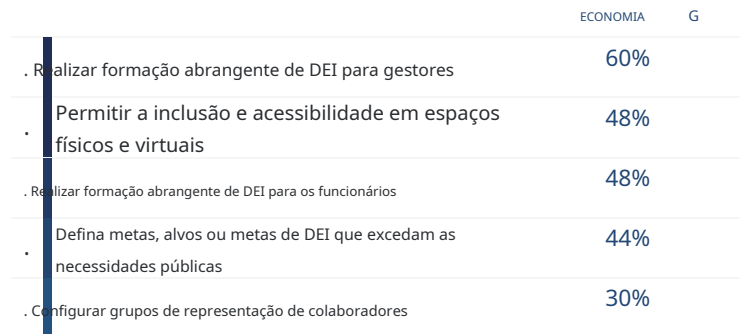 ECONOMIA G
. Realizar formação abrangente de DEI para gestores 60%
. Permitir a inclusão e acessibilidade em espaços
físicos e virtuais 48%
. Realizar formação abrangente de DEI para os funcionários 48%
. Defina metas, alvos ou metas de DEI que excedam as
necessidades públicas 44%
. Configurar grupos de representação de colaboradores 30%